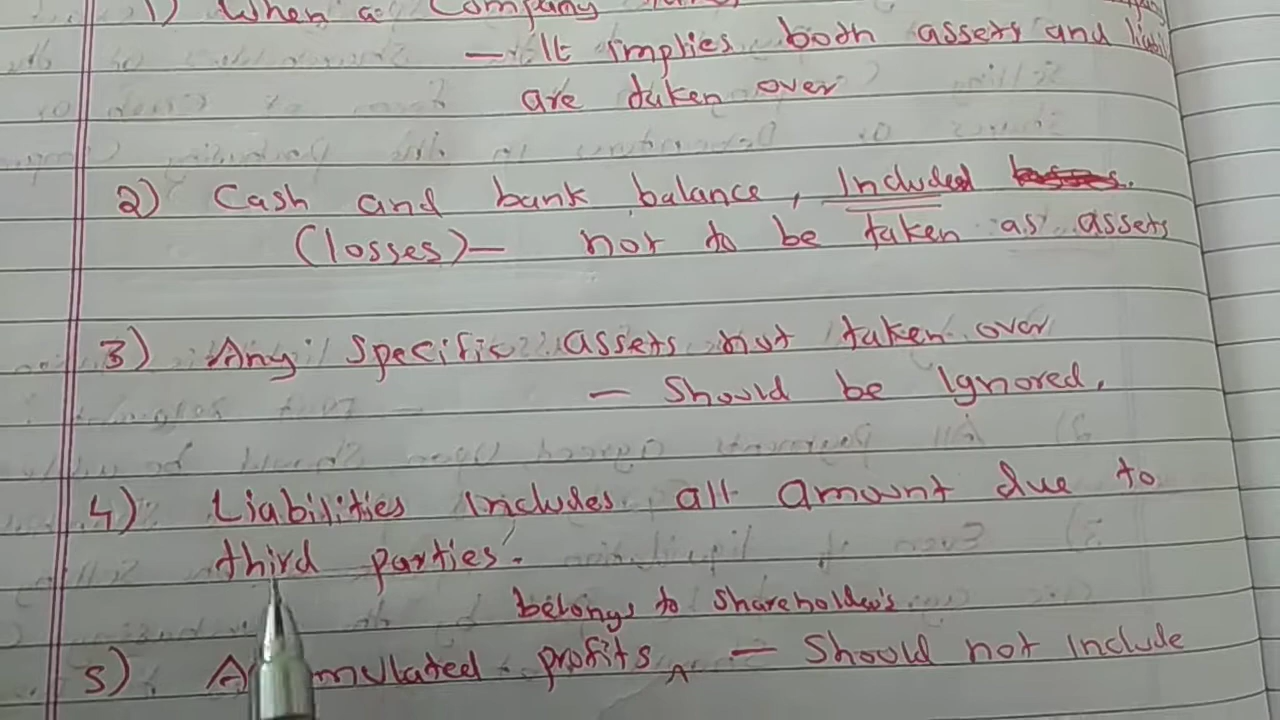 1) When a Company
— It implies both assets and
are taken over
2) Cash and bank balance, Included
(losses) — not to be taken as assets
3) Any specific assets not taken over
— Should be Ignored.
4) Liabilities Includes all amount due to
third parties.
belongs to Shareholder's
5) profits ^ — Should not Include